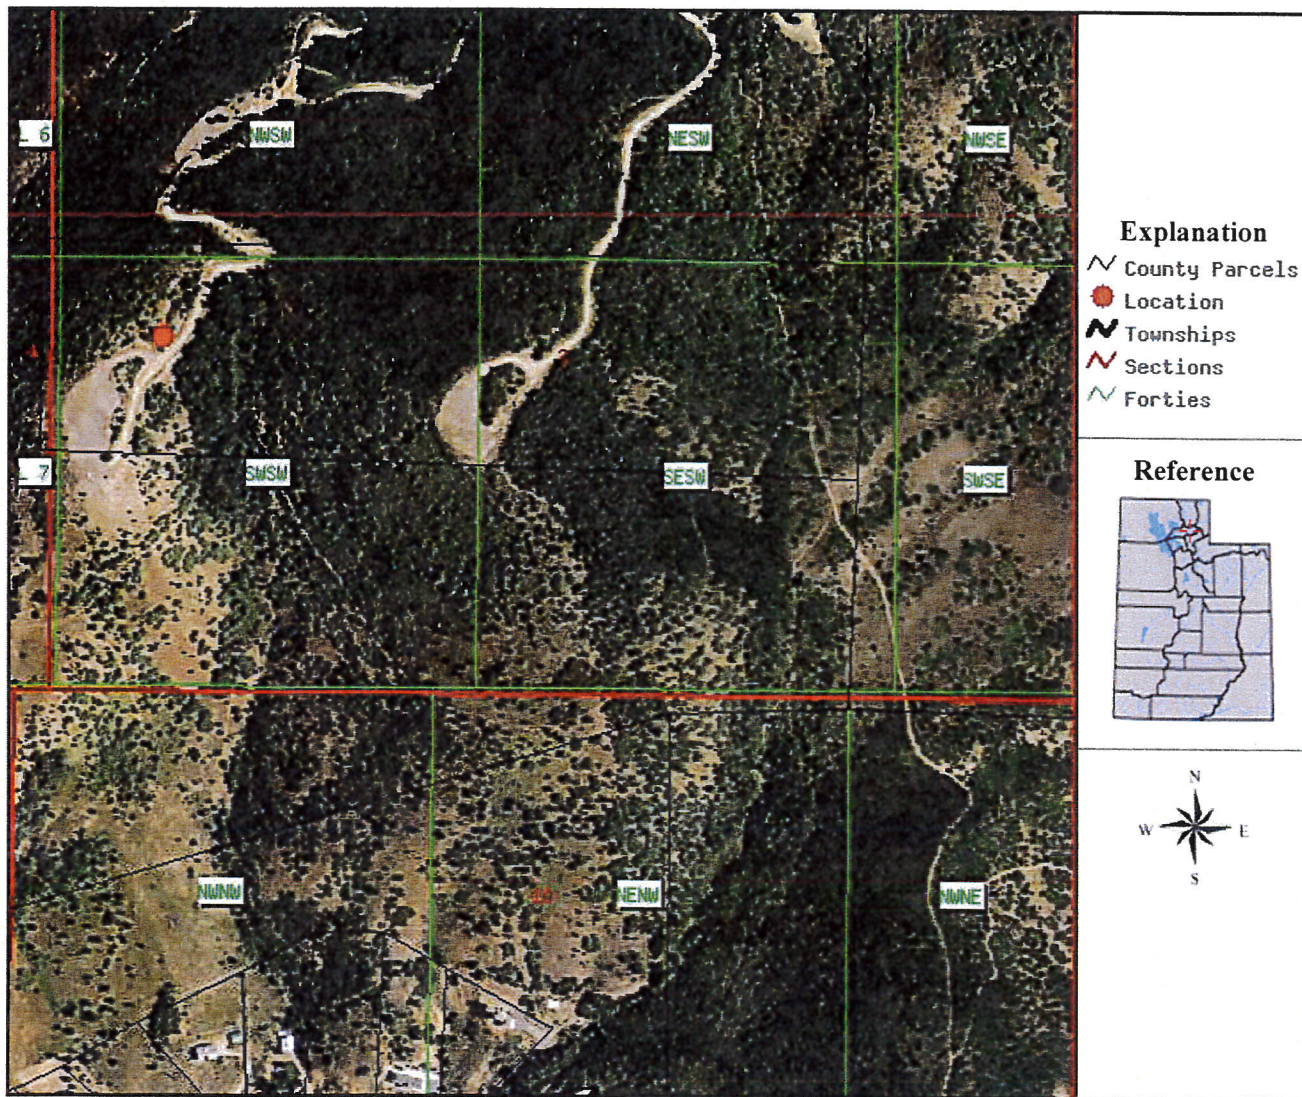 L 6
NWSW
NESW
NWSE
L 7
SWSW
SESW
SWSE
NWNW
NENW
NWNE
Explanation
County Parcels
Location
Townships
Sections
Forties
Reference
N
W E
S